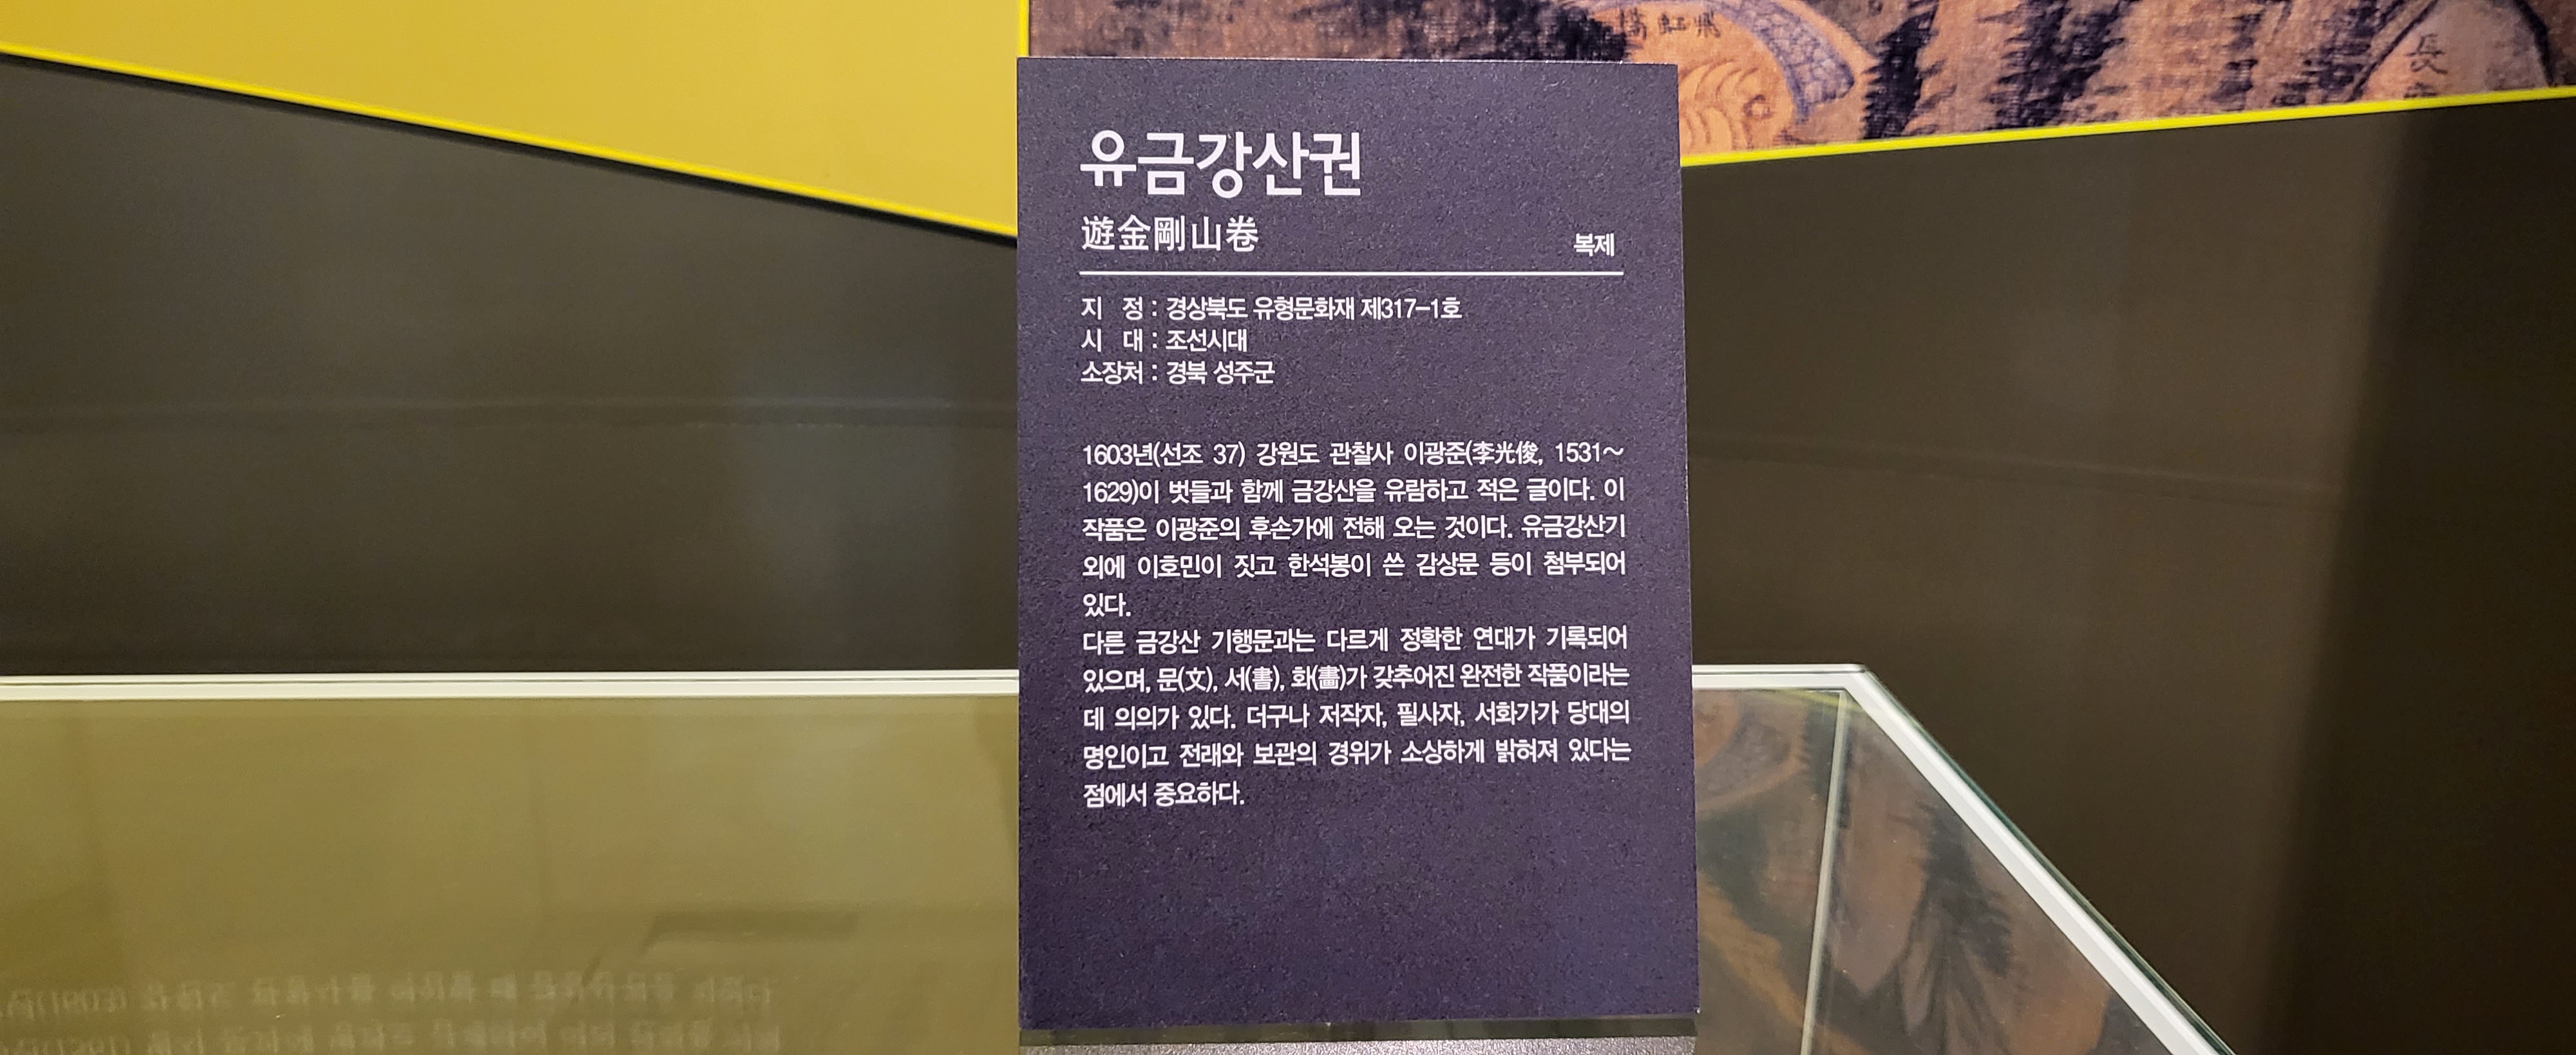 유금강산권
遊金剛山卷
복제
지 정 : 경상북도 유형문화재 제317-1호
시 대 : 조선시대
소장처 : 경북 성주군
1603년(선조 37) 강원도 관찰사 이광준(李光俊, 1531~
1629)이 벗들과 함께 금강산을 유람하고 적은 글이다. 이
작품은 이광준의 후손가에 전해 오는 것이다. 유금강산기
외에 이호민이 짓고 한석봉이 쓴 감상문 등이 첨부되어
있다.
다른 금강산 기행문과는 다르게 정확한 연대가 기록되어
있으며, 문(文), 서(書), 화(畵)가 갖추어진 완전한 작품이라는
데 의의가 있다. 더구나 저작자, 필사자, 서화가가 당대의
명인이고 전래와 보관의 경위가 소상하게 밝혀져 있다는
점에서 중요하다.